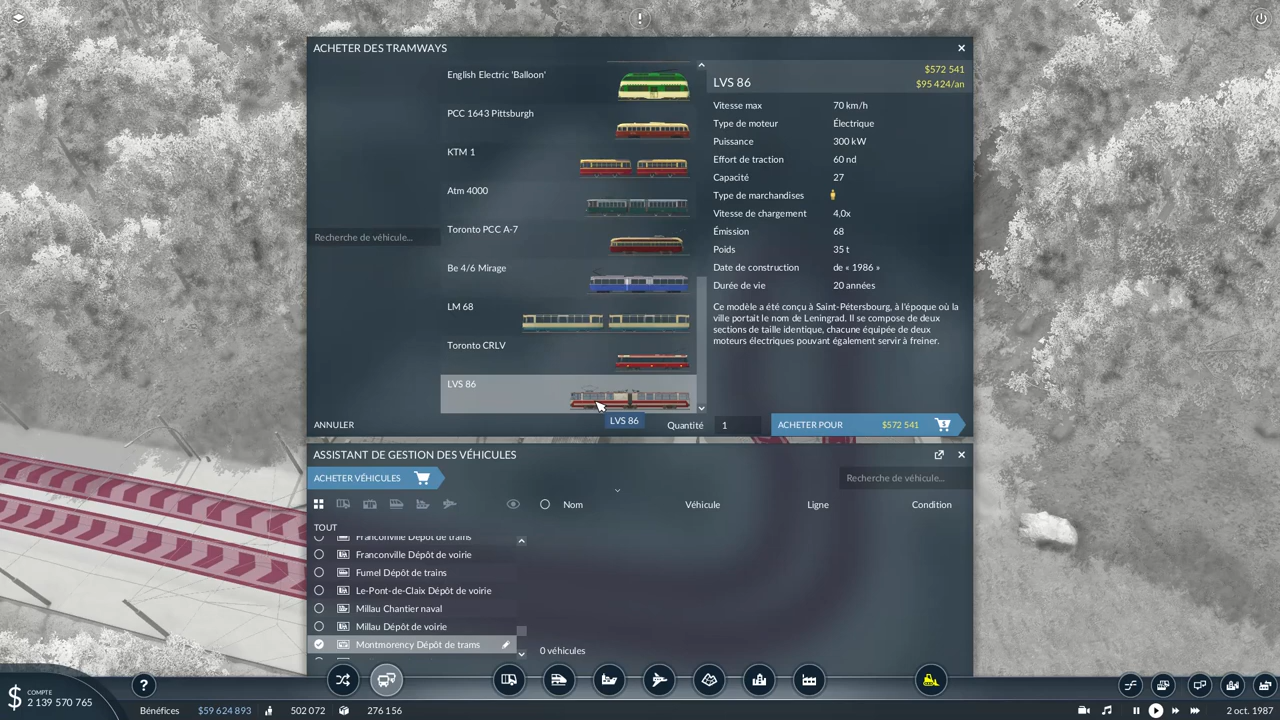 ACHETER DES TRAMWAYS
English Electric 'Balloon'
PCC 1643 Pittsburgh
KTM 1
Atm 4000
Toronto PCC A-7
Recherche de véhicule...
Be 4/6 Mirage
LM 68
Toronto CRLV
LVS 86
LVS 86
ANNULER
Quantité 1
ACHETER POUR $572 541
$572 541
LVS 86
$95 424/an
Vitesse max 70 km/h
Type de moteur Électrique
Puissance 300 kW
Effort de traction 60 nd
Capacité 27
Type de marchandises
Vitesse de chargement 4,0x
Émission 68
Poids 35 t
Date de construction de « 1986 »
Durée de vie 20 années
Ce modèle a été conçu à Saint-Pétersbourg, à l'époque où la
ville portait le nom de Leningrad. Il se compose de deux
sections de taille identique, chacune équipée de deux
moteurs électriques pouvant également servir à freiner.
ASSISTANT DE GESTION DES VÉHICULES
ACHETER VÉHICULES
Recherche de véhicule...
Nom Véhicule Ligne Condition
TOUT
Franconville Dépôt de trains
Franconville Dépôt de voirie
Fumel Dépôt de trains
Le-Pont-de-Claix Dépôt de voirie
Millau Chantier naval
Millau Dépôt de voirie
Montmorency Dépôt de trams
0 véhicules
$ COMPTE
2 139 570 765
?
Bénéfices $59 624 893
502 072
276 156
2 oct. 1987